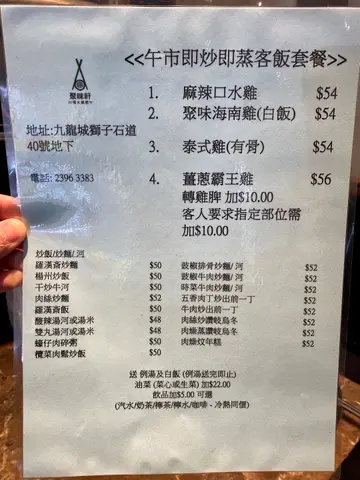 <<午市即炒即蒸客飯套餐>>
聚味軒
1. 麻辣口水雞 $54
2. 聚味海南雞(白飯) $54
地址:九龍城獅子石道
40號地下
3. 泰式雞(有骨) $54
電話: 2396 3383
4. 薑蔥霸王雞 $56
轉雞脾 加$10.00
客人要求指定部位需
加$10.00
炒飯/炒麵/ 河
羅漢斋炒麵 $50
楊州炒飯 $50
干炒牛河 $50
肉絲炒麵 $52
羅漢斋飯 $50
酸辣湯河或湯米 $48
雙丸湯河或湯米 $48
蠔仔肉碎粥 $50
欖菜肉鬆炒飯 $50
豉椒排骨炒麵/ 河 $52
豉椒牛肉炒麵/ 河 $52
時菜牛肉炒麵/ 河 $52
五香肉丁炒出前一丁 $52
牛肉炒出前一丁 $52
肉絲炒讚岐烏冬 $52
肉燥蒸讚岐烏冬 $52
肉燥炆年糕 $52
送 例湯及白飯 (例湯送完即止)
油菜 (菜心或生菜) 加$22.00
飲品加$5.00 可選
(汽水/奶茶/檸茶/檸水/咖啡 - 冷熱同價)